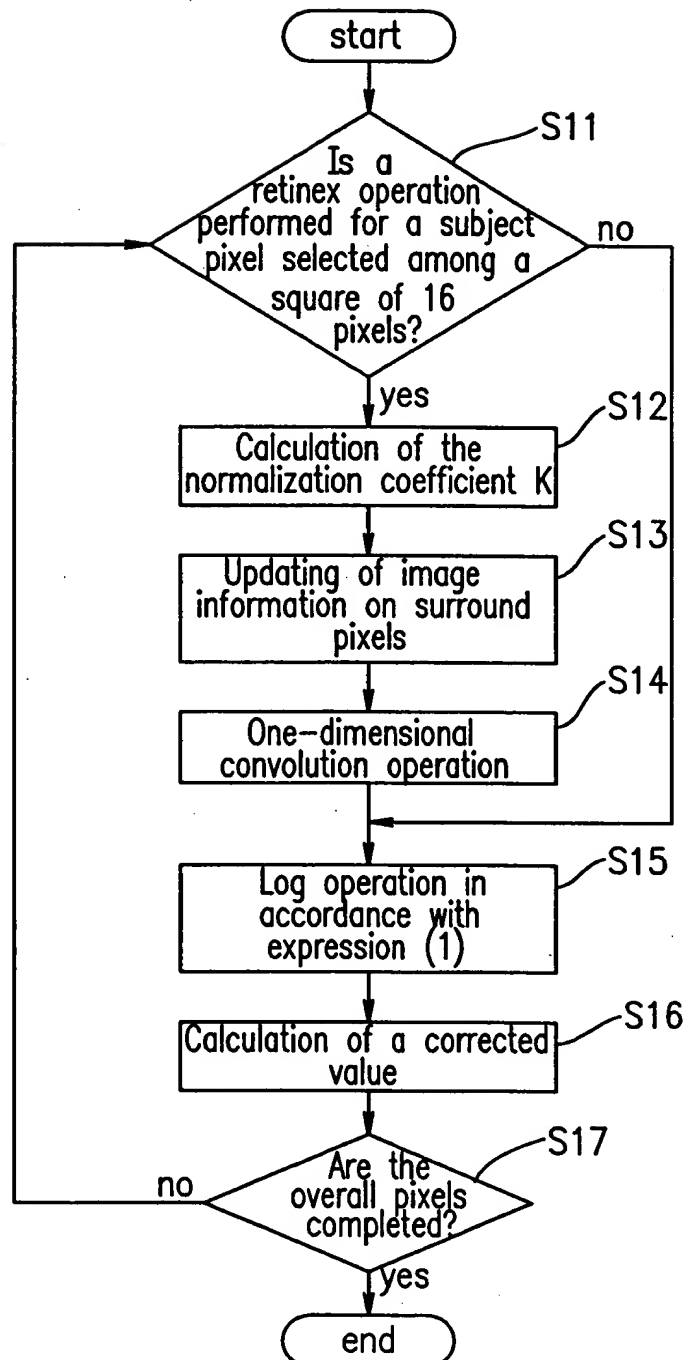 start
S11
Is a
retinex operation
performed for a subject
pixel selected among a
square of 16
pixels?
no
yes
S12
Calculation of the
normalization coefficient K
S13
Updating of image
information on surround
pixels
S14
One-dimensional
convolution operation
S15
Log operation in
accordance with
expression (1)
S16
Calculation of a corrected
value
S17
Are the
overall pixels
completed?
no
yes
end